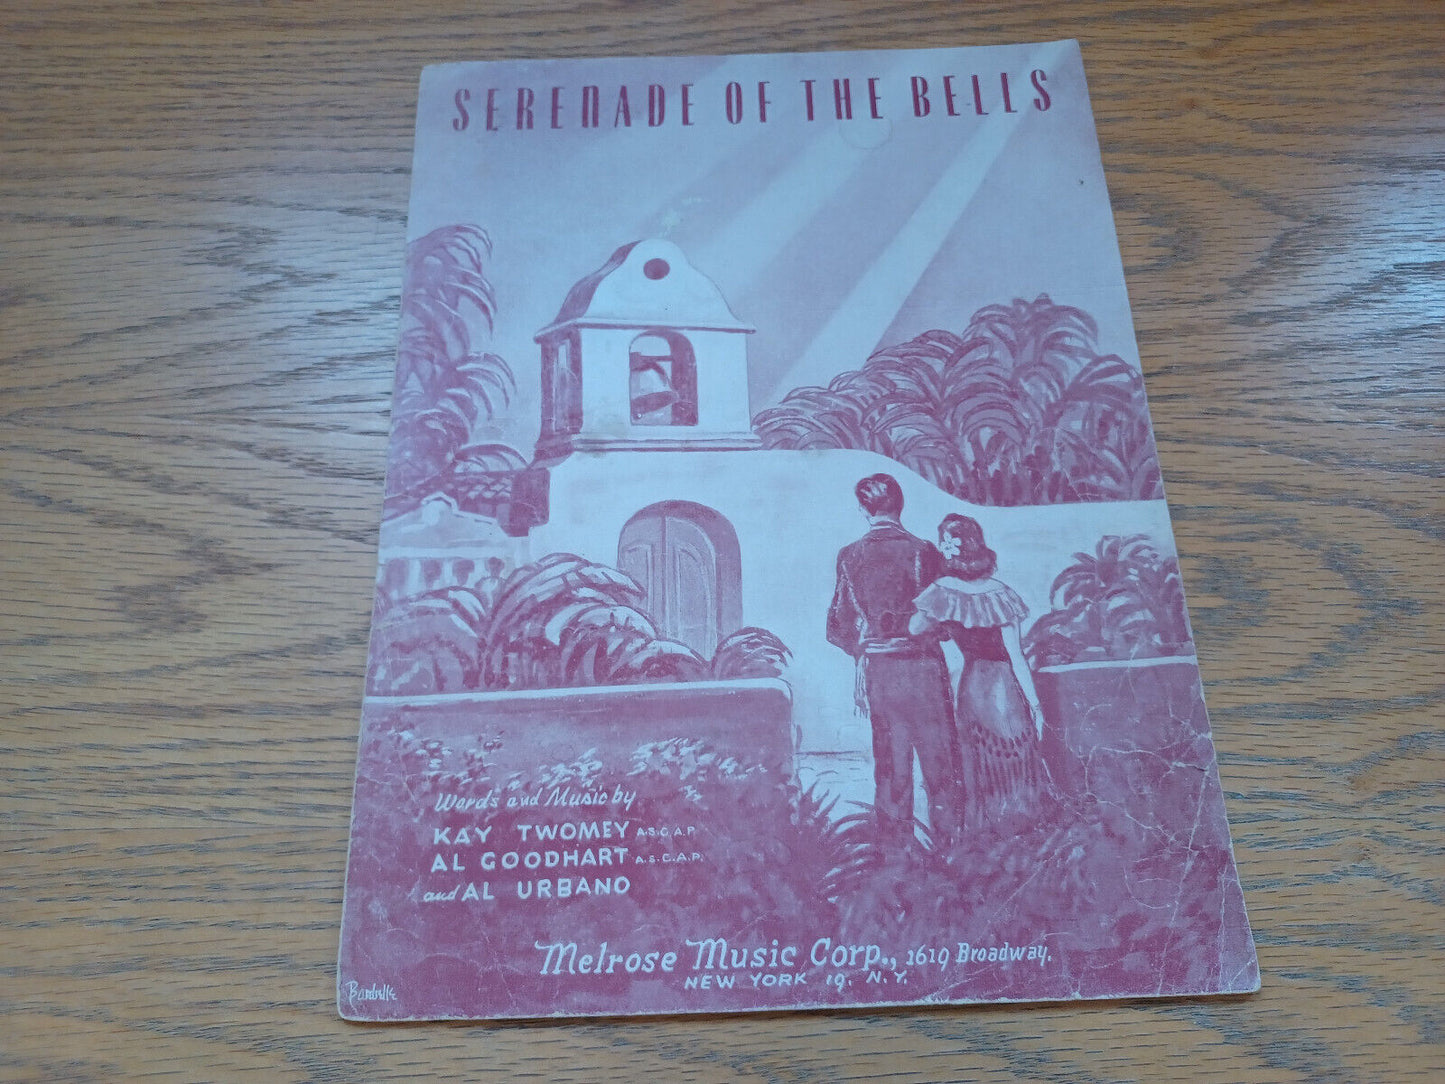 SERENADE OF THE BELLS
Words and Music by
KAY TWOMEY A.S.C.A.P.
AL GOODHART A.S.C.A.P.
and AL URBANO
Melrose Music Corp., 1619 Broadway.
NEW YORK 19. N.Y.
Barbelle